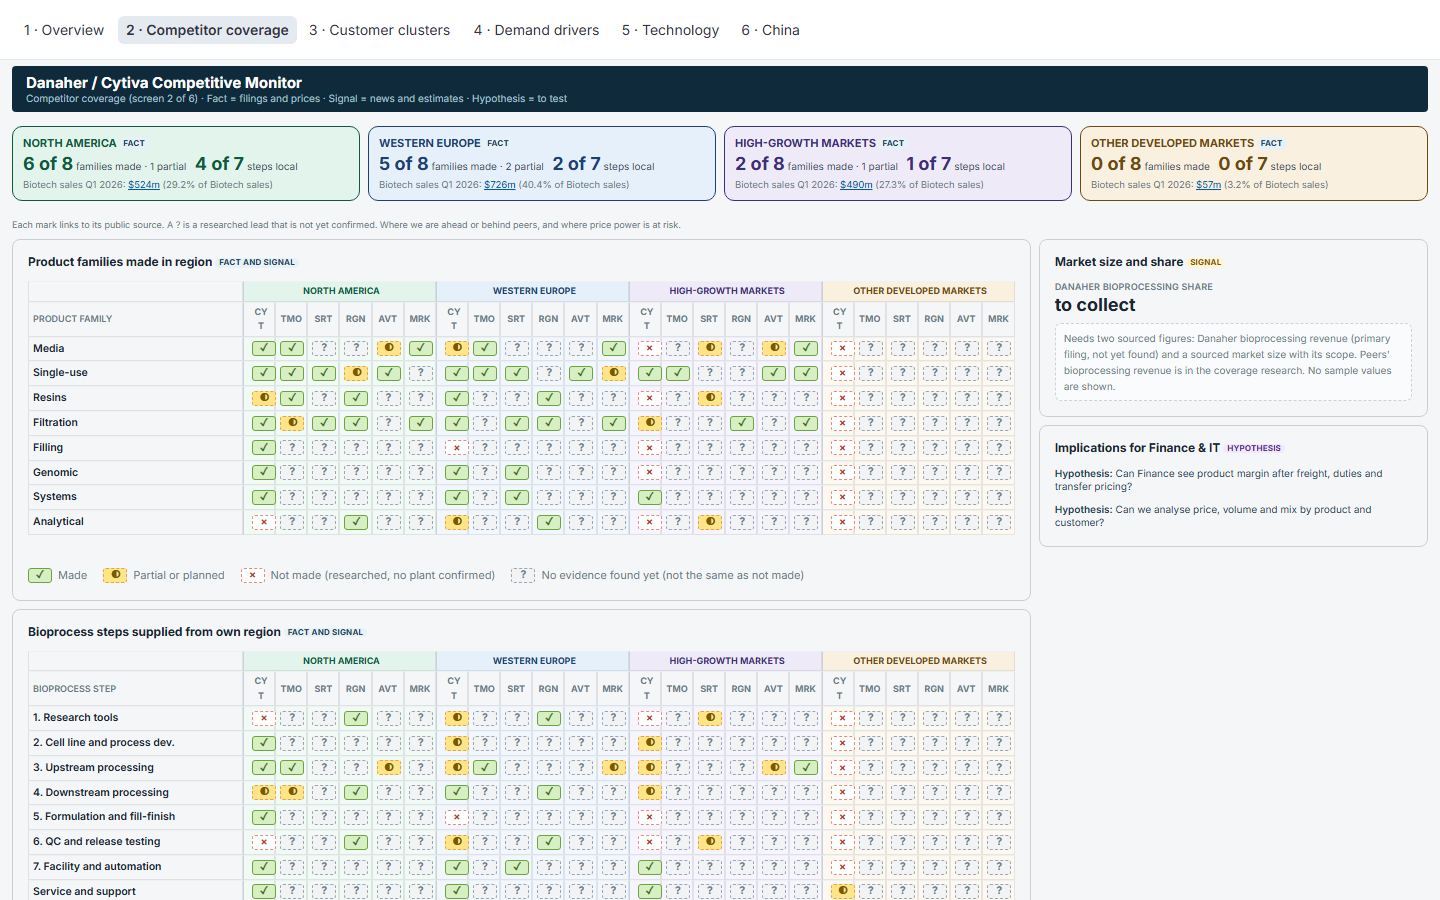 1 · Overview
2 · Competitor coverage
3 · Customer clusters
4 · Demand drivers
5 · Technology
6 · China
Danaher / Cytiva Competitive Monitor
Competitor coverage (screen 2 of 6) · Fact = filings and prices · Signal = news and estimates · Hypothesis = to test
NORTH AMERICA FACT
6 of 8 families made · 1 partial 4 of 7 steps local
Biotech sales Q1 2026: $524m (29.2% of Biotech sales)
WESTERN EUROPE FACT
5 of 8 families made · 2 partial 2 of 7 steps local
Biotech sales Q1 2026: $726m (40.4% of Biotech sales)
HIGH-GROWTH MARKETS FACT
2 of 8 families made · 1 partial 1 of 7 steps local
Biotech sales Q1 2026: $490m (27.3% of Biotech sales)
OTHER DEVELOPED MARKETS FACT
0 of 8 families made 0 of 7 steps local
Biotech sales Q1 2026: $57m (3.2% of Biotech sales)
Each mark links to its public source. A ? is a researched lead that is not yet confirmed. Where we are ahead or behind peers, and where price power is at risk.
Product families made in region FACT AND SIGNAL
NORTH AMERICA WESTERN EUROPE HIGH-GROWTH MARKETS OTHER DEVELOPED MARKETS
PRODUCT FAMILY CYT TMO SRT RGN AVT MRK CYT TMO SRT RGN AVT MRK CYT TMO SRT RGN AVT MRK CYT TMO SRT RGN AVT MRK
Media ✓ ✓ ? ? ◐ ✓ ◐ ✓ ? ? ? ✓ × ? ◐ ? ◐ ✓ × ? ? ? ? ?
Single-use ✓ ✓ ✓ ◐ ✓ ? ✓ ✓ ✓ ? ✓ ◐ ✓ ✓ ? ? ✓ ✓ × ? ? ? ? ?
Resins ◐ ✓ ? ✓ ? ? ✓ ? ? ✓ ? ? × ? ◐ ? ? ? × ? ? ? ? ?
Filtration ✓ ◐ ✓ ✓ ? ✓ ✓ ? ✓ ✓ ? ✓ ◐ ? ? ✓ ? ✓ × ? ? ? ? ?
Filling ✓ ? ? ? ? ? × ? ? ? ? ? × ? ? ? ? ? × ? ? ? ? ?
Genomic ✓ ? ? ? ? ? ✓ ? ✓ ? ? ? × ? ? ? ? ? × ? ? ? ? ?
Systems ✓ ? ? ? ? ? ✓ ? ✓ ? ? ? ✓ ? ? ? ? ? × ? ? ? ? ?
Analytical × ? ? ✓ ? ? ◐ ? ? ✓ ? ? × ? ◐ ? ? ? × ? ? ? ? ?
✓ Made ◐ Partial or planned × Not made (researched, no plant confirmed) ? No evidence found yet (not the same as not made)
Bioprocess steps supplied from own region FACT AND SIGNAL
NORTH AMERICA WESTERN EUROPE HIGH-GROWTH MARKETS OTHER DEVELOPED MARKETS
BIOPROCESS STEP CYT TMO SRT RGN AVT MRK CYT TMO SRT RGN AVT MRK CYT TMO SRT RGN AVT MRK CYT TMO SRT RGN AVT MRK
1. Research tools × ? ? ✓ ? ? ◐ ? ? ✓ ? ? × ? ◐ ? ? ? × ? ? ? ? ?
2. Cell line and process dev. ✓ ? ? ? ? ? ◐ ? ? ? ? ? ◐ ? ? ? ? ? × ? ? ? ? ?
3. Upstream processing ✓ ✓ ? ? ◐ ? ◐ ✓ ? ? ? ◐ ◐ ? ? ? ◐ ✓ × ? ? ? ? ?
4. Downstream processing ◐ ◐ ? ✓ ? ? ✓ ? ? ✓ ? ? ◐ ? ? ? ? ? × ? ? ? ? ?
5. Formulation and fill-finish ✓ ? ? ? ? ? × ? ? ? ? ? × ? ? ? ? ? × ? ? ? ? ?
6. QC and release testing × ? ? ✓ ? ? ◐ ? ? ✓ ? ? × ? ◐ ? ? ? × ? ? ? ? ?
7. Facility and automation ✓ ? ? ? ? ? ✓ ? ✓ ? ? ? ✓ ? ? ? ? ? × ? ? ? ? ?
Service and support ✓ ? ? ? ? ? ✓ ? ? ? ? ? ✓ ? ? ? ? ? ◐ ? ? ? ? ?
Market size and share SIGNAL
DANAHER BIOPROCESSING SHARE
to collect
Needs two sourced figures: Danaher bioprocessing revenue (primary
filing, not yet found) and a sourced market size with its scope. Peers'
bioprocessing revenue is in the coverage research. No sample values
are shown.
Implications for Finance & IT HYPOTHESIS
Hypothesis: Can Finance see product margin after freight, duties and
transfer pricing?
Hypothesis: Can we analyse price, volume and mix by product and
customer?